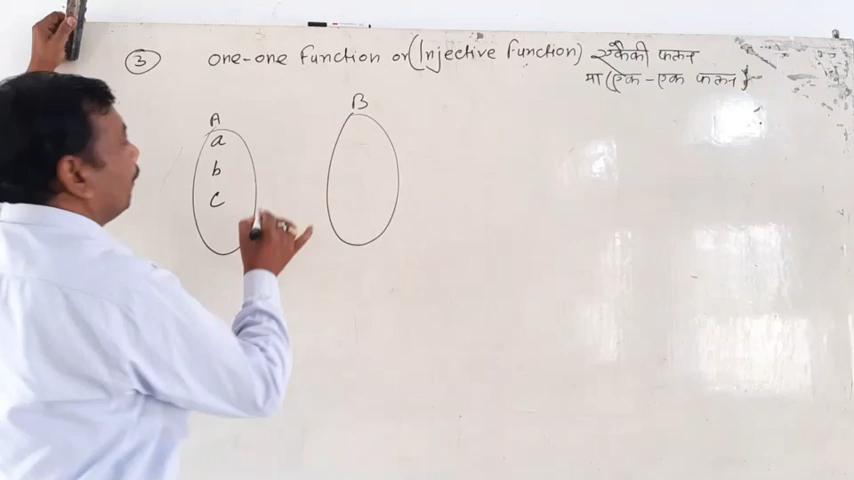 ③ one-one function or (Injective function) एकैकी फलन
या (एक-एक फलन)
A
B
a
b
c